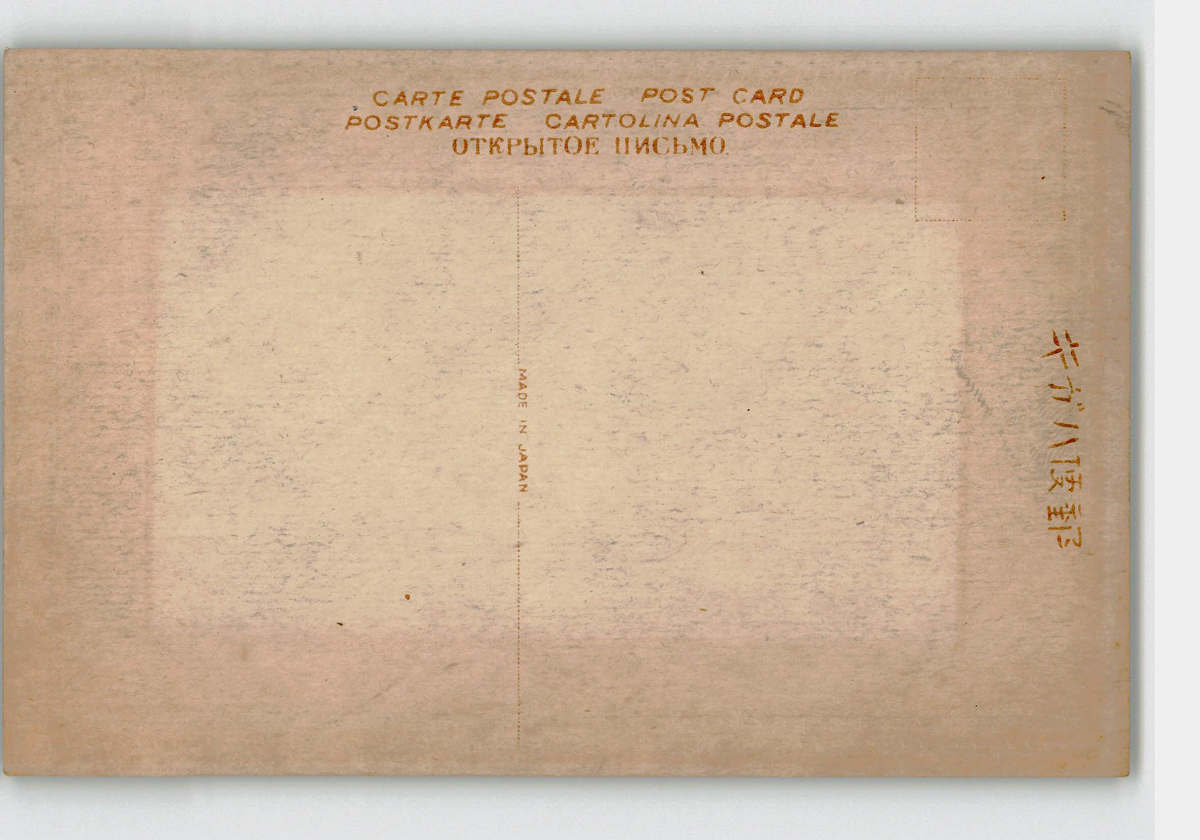 CARTE POSTALE POST CARD
POSTKARTE CARTOLINA POSTALE
ОТКРЫТОЕ ПИСЬМО
MADE IN JAPAN
郵便ハガキ